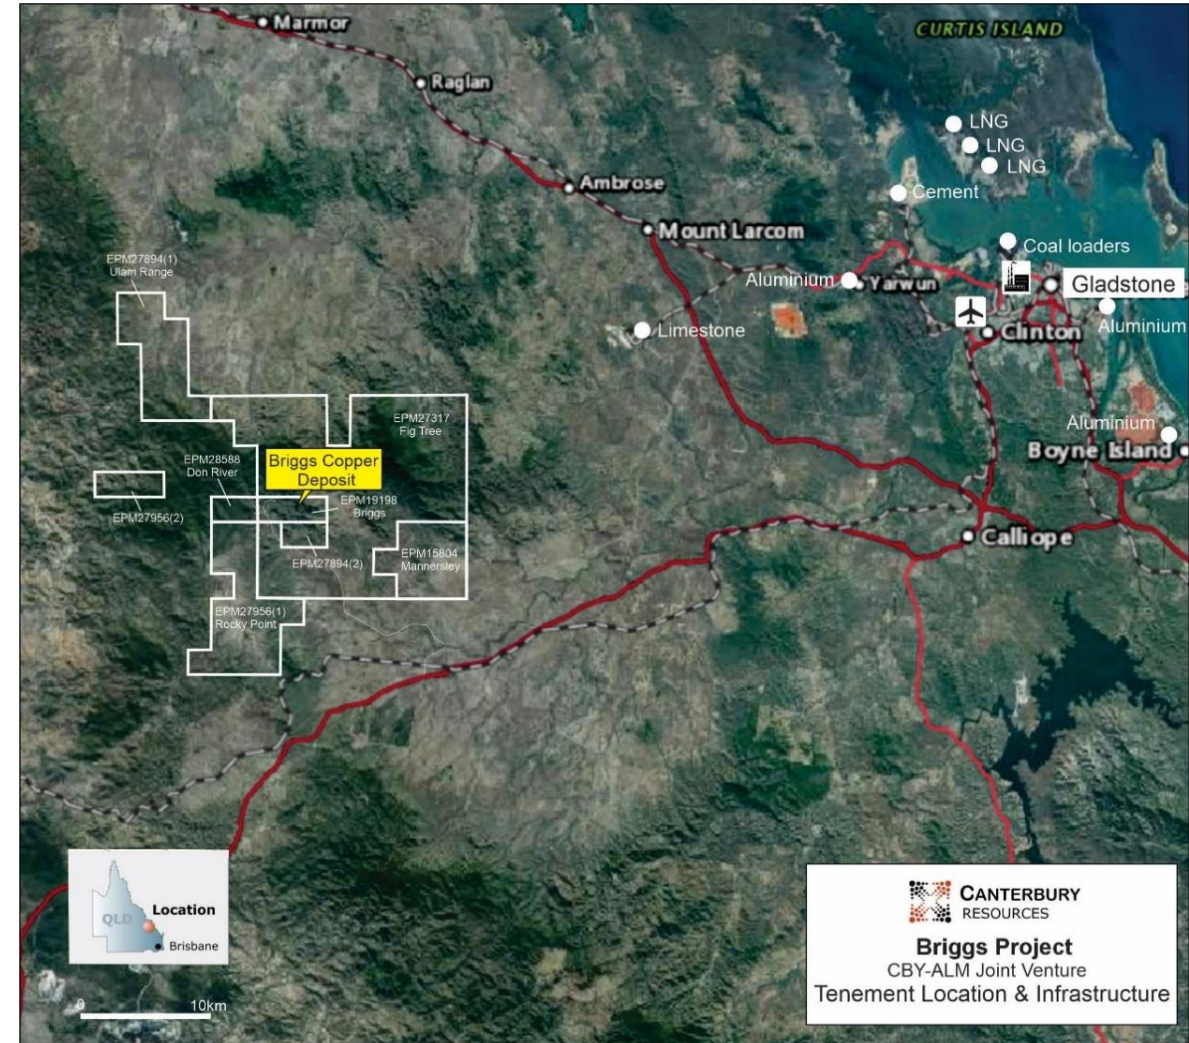 CURTIS ISLAND
Marmor
Raglan
LNG
LNG
LNG
Ambrose
Cement
Mount Larcom
Coal loaders
EPM27894(1)
Ulam Range
Aluminium
Yarwun
Gladstone
Limestone
Clinton
Aluminium
EPM27317
Fig Tree
Aluminium
Boyne Island
EPM28588
Don River
Briggs Copper
Deposit
EPM27956(2)
EPM19198
Briggs
Calliope
EPM27894(2)
EPM15804
Mannersley
EPM27956(1)
Rocky Point
QLD
Location
Brisbane
0 10km
CANTERBURY
RESOURCES
Briggs Project
CBY-ALM Joint Venture
Tenement Location & Infrastructure